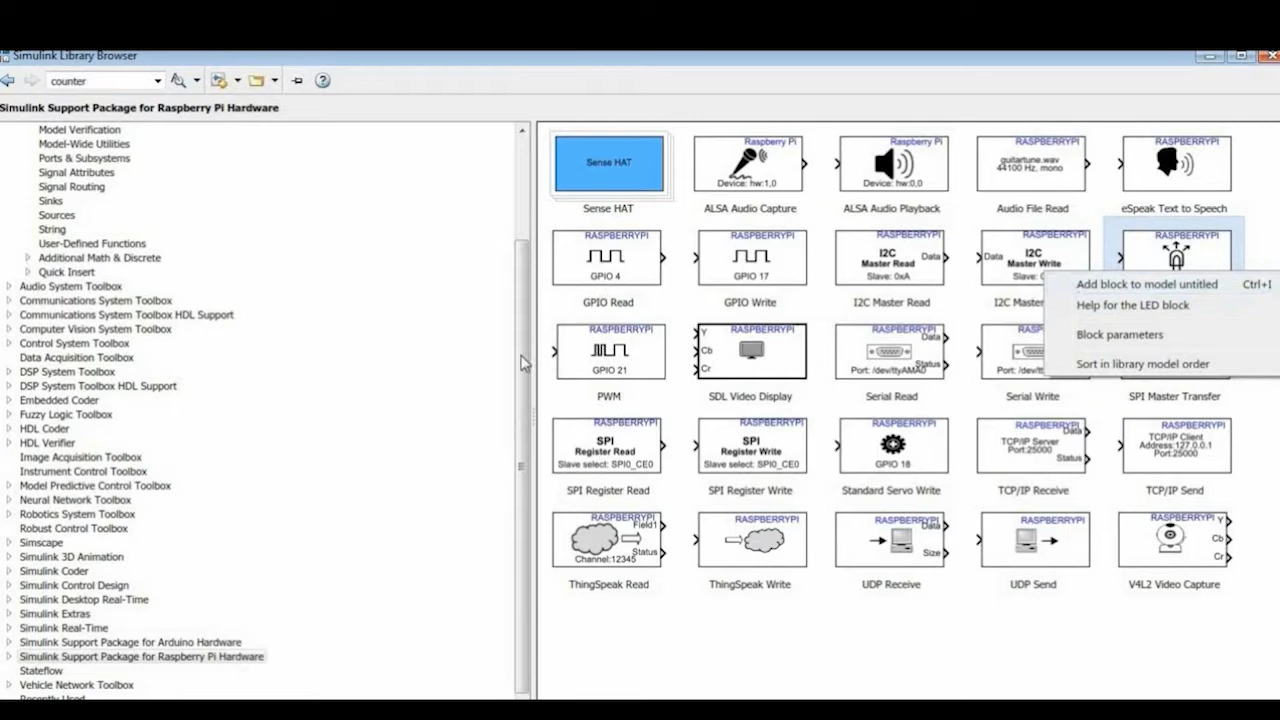 Simulink Library Browser
counter
Simulink Support Package for Raspberry Pi Hardware
Model Verification
Model-Wide Utilities
Ports & Subsystems
Signal Attributes
Signal Routing
Sinks
Sources
String
User-Defined Functions
Additional Math & Discrete
Quick Insert
Audio System Toolbox
Communications System Toolbox
Communications System Toolbox HDL Support
Computer Vision System Toolbox
Control System Toolbox
Data Acquisition Toolbox
DSP System Toolbox
DSP System Toolbox HDL Support
Embedded Coder
Fuzzy Logic Toolbox
HDL Coder
HDL Verifier
Image Acquisition Toolbox
Instrument Control Toolbox
Model Predictive Control Toolbox
Neural Network Toolbox
Robotics System Toolbox
Robust Control Toolbox
Simscape
Simulink 3D Animation
Simulink Coder
Simulink Control Design
Simulink Desktop Real-Time
Simulink Extras
Simulink Real-Time
Simulink Support Package for Arduino Hardware
Simulink Support Package for Raspberry Pi Hardware
Stateflow
Vehicle Network Toolbox
Recently Used
Sense HAT
Sense HAT
Raspberry Pi
Device: hw:1,0
ALSA Audio Capture
Raspberry Pi
Device: hw:0,0
ALSA Audio Playback
RASPBERRYPI
guitartune.wav
44100 Hz, mono
Audio File Read
RASPBERRYPI
eSpeak Text to Speech
RASPBERRYPI
GPIO 4
GPIO Read
RASPBERRYPI
GPIO 17
GPIO Write
RASPBERRYPI
I2C
Master Read
Data
Slave: 0xA
I2C Master Read
RASPBERRYPI
I2C
Data
Master Write
Slave:
I2C Master
RASPBERRYPI
Add block to model untitled Ctrl+I
Help for the LED block
Block parameters
Sort in library model order
RASPBERRYPI
GPIO 21
PWM
RASPBERRYPI
Y
Cb
Cr
SDL Video Display
RASPBERRYPI
Data
Status
Port: /dev/ttyAMA0
Serial Read
Port: /dev/
Serial Write
SPI Master Transfer
RASPBERRYPI
SPI
Register Read
Slave select: SPI0_CE0
SPI Register Read
RASPBERRYPI
SPI
Register Write
Slave select: SPI0_CE0
SPI Register Write
RASPBERRYPI
GPIO 18
Standard Servo Write
RASPBERRYPI
Data
TCP/IP Server
Port:25000
Status
TCP/IP Receive
RASPBERRYPI
TCP/IP Client
Address:127.0.0.1
Port:25000
TCP/IP Send
RASPBERRYPI
Field1
Status
Channel:12345
ThingSpeak Read
RASPBERRYPI
ThingSpeak Write
RASPBERRYPI
Data
Size
UDP Receive
RASPBERRYPI
UDP Send
RASPBERRYPI
Y
Cb
Cr
V4L2 Video Capture